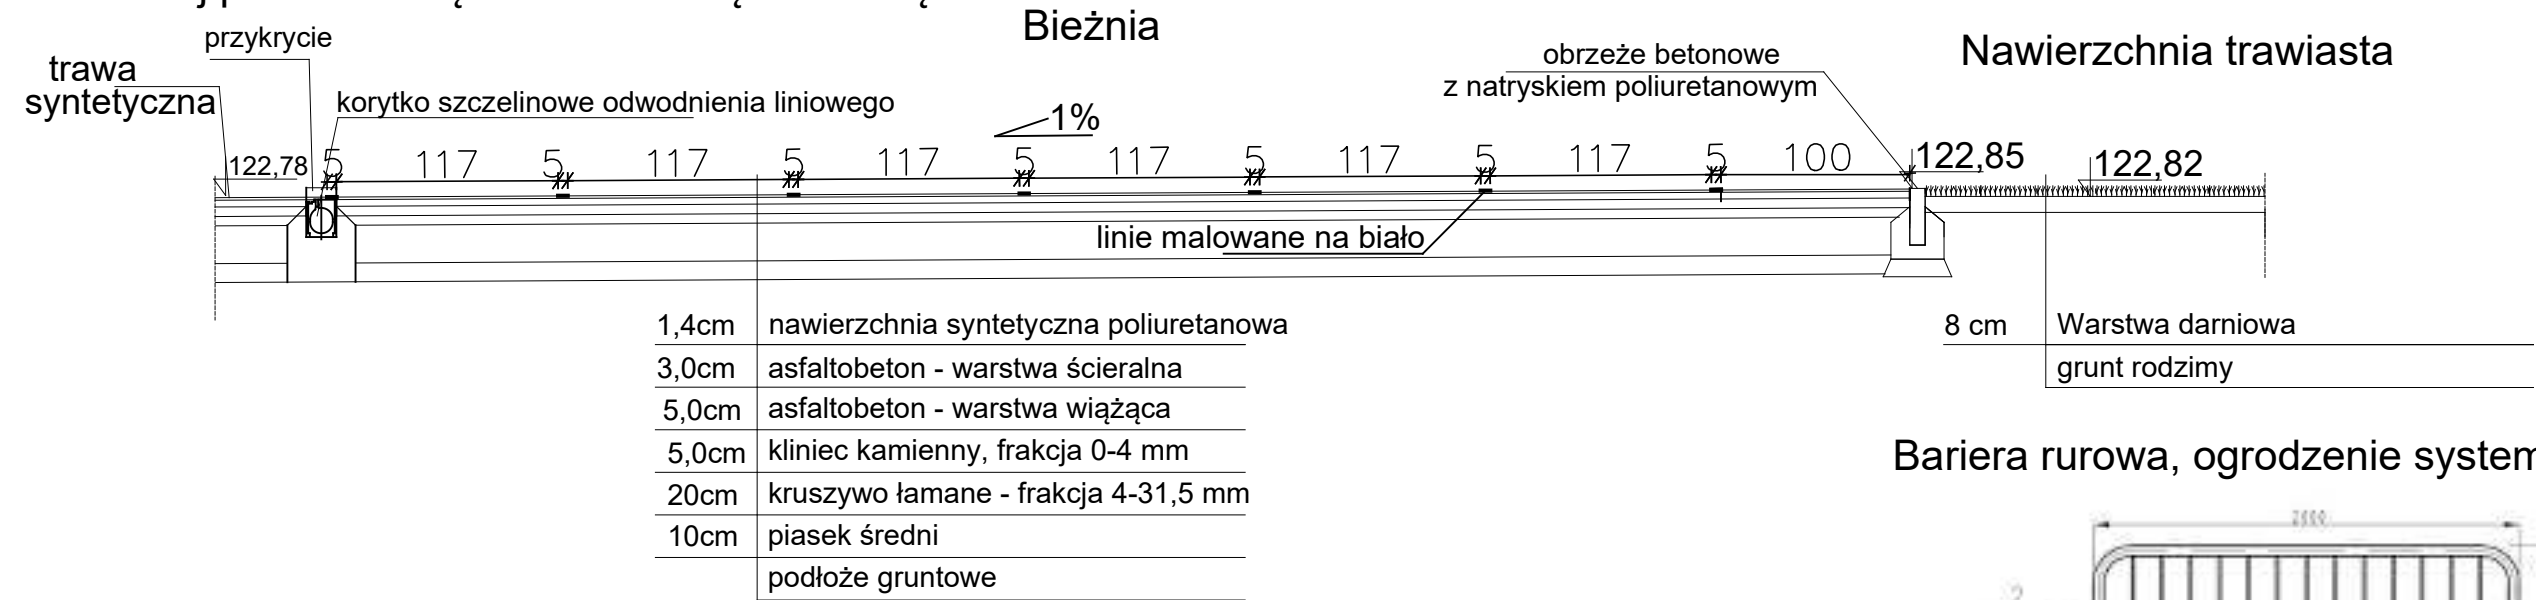 Bieżnia
przykrycie
trawa
syntetyczna
korytko szczelinowe odwodnienia liniowego
1%
obrzeże betonowe
z natryskiem poliuretanowym
Nawierzchnia trawiasta
122,78 5 117 5 117 5 117 5 117 5 117 5 117 5 100 122,85 122,82
linie malowane na biało
1,4cm nawierzchnia syntetyczna poliuretanowa
3,0cm asfaltobeton - warstwa ścieralna
5,0cm asfaltobeton - warstwa wiążąca
5,0cm kliniec kamienny, frakcja 0-4 mm
20cm kruszywo łamane - frakcja 4-31,5 mm
10cm piasek średni
podłoże gruntowe
8 cm Warstwa darniowa
grunt rodzimy
Bariera rurowa, ogrodzenie system